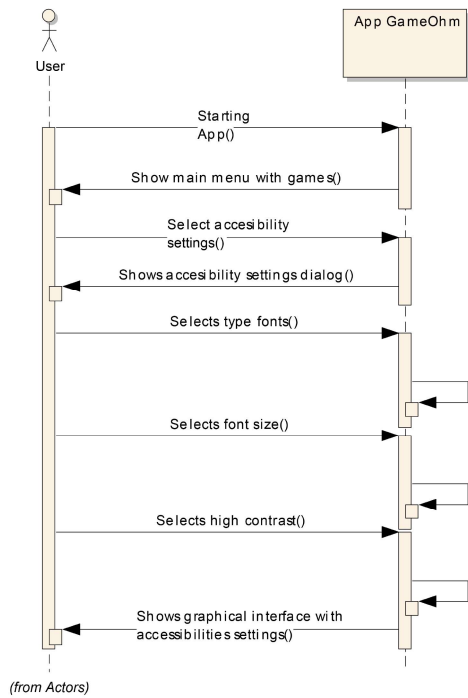 App GameOhm
User
Starting
App()
Show main menu with games()
Select accesibility
settings()
Shows accesibility settings dialog()
Selects type fonts()
Selects font size()
Selects high contrast()
Shows graphical interface with
accessibilities settings()
(from Actors)